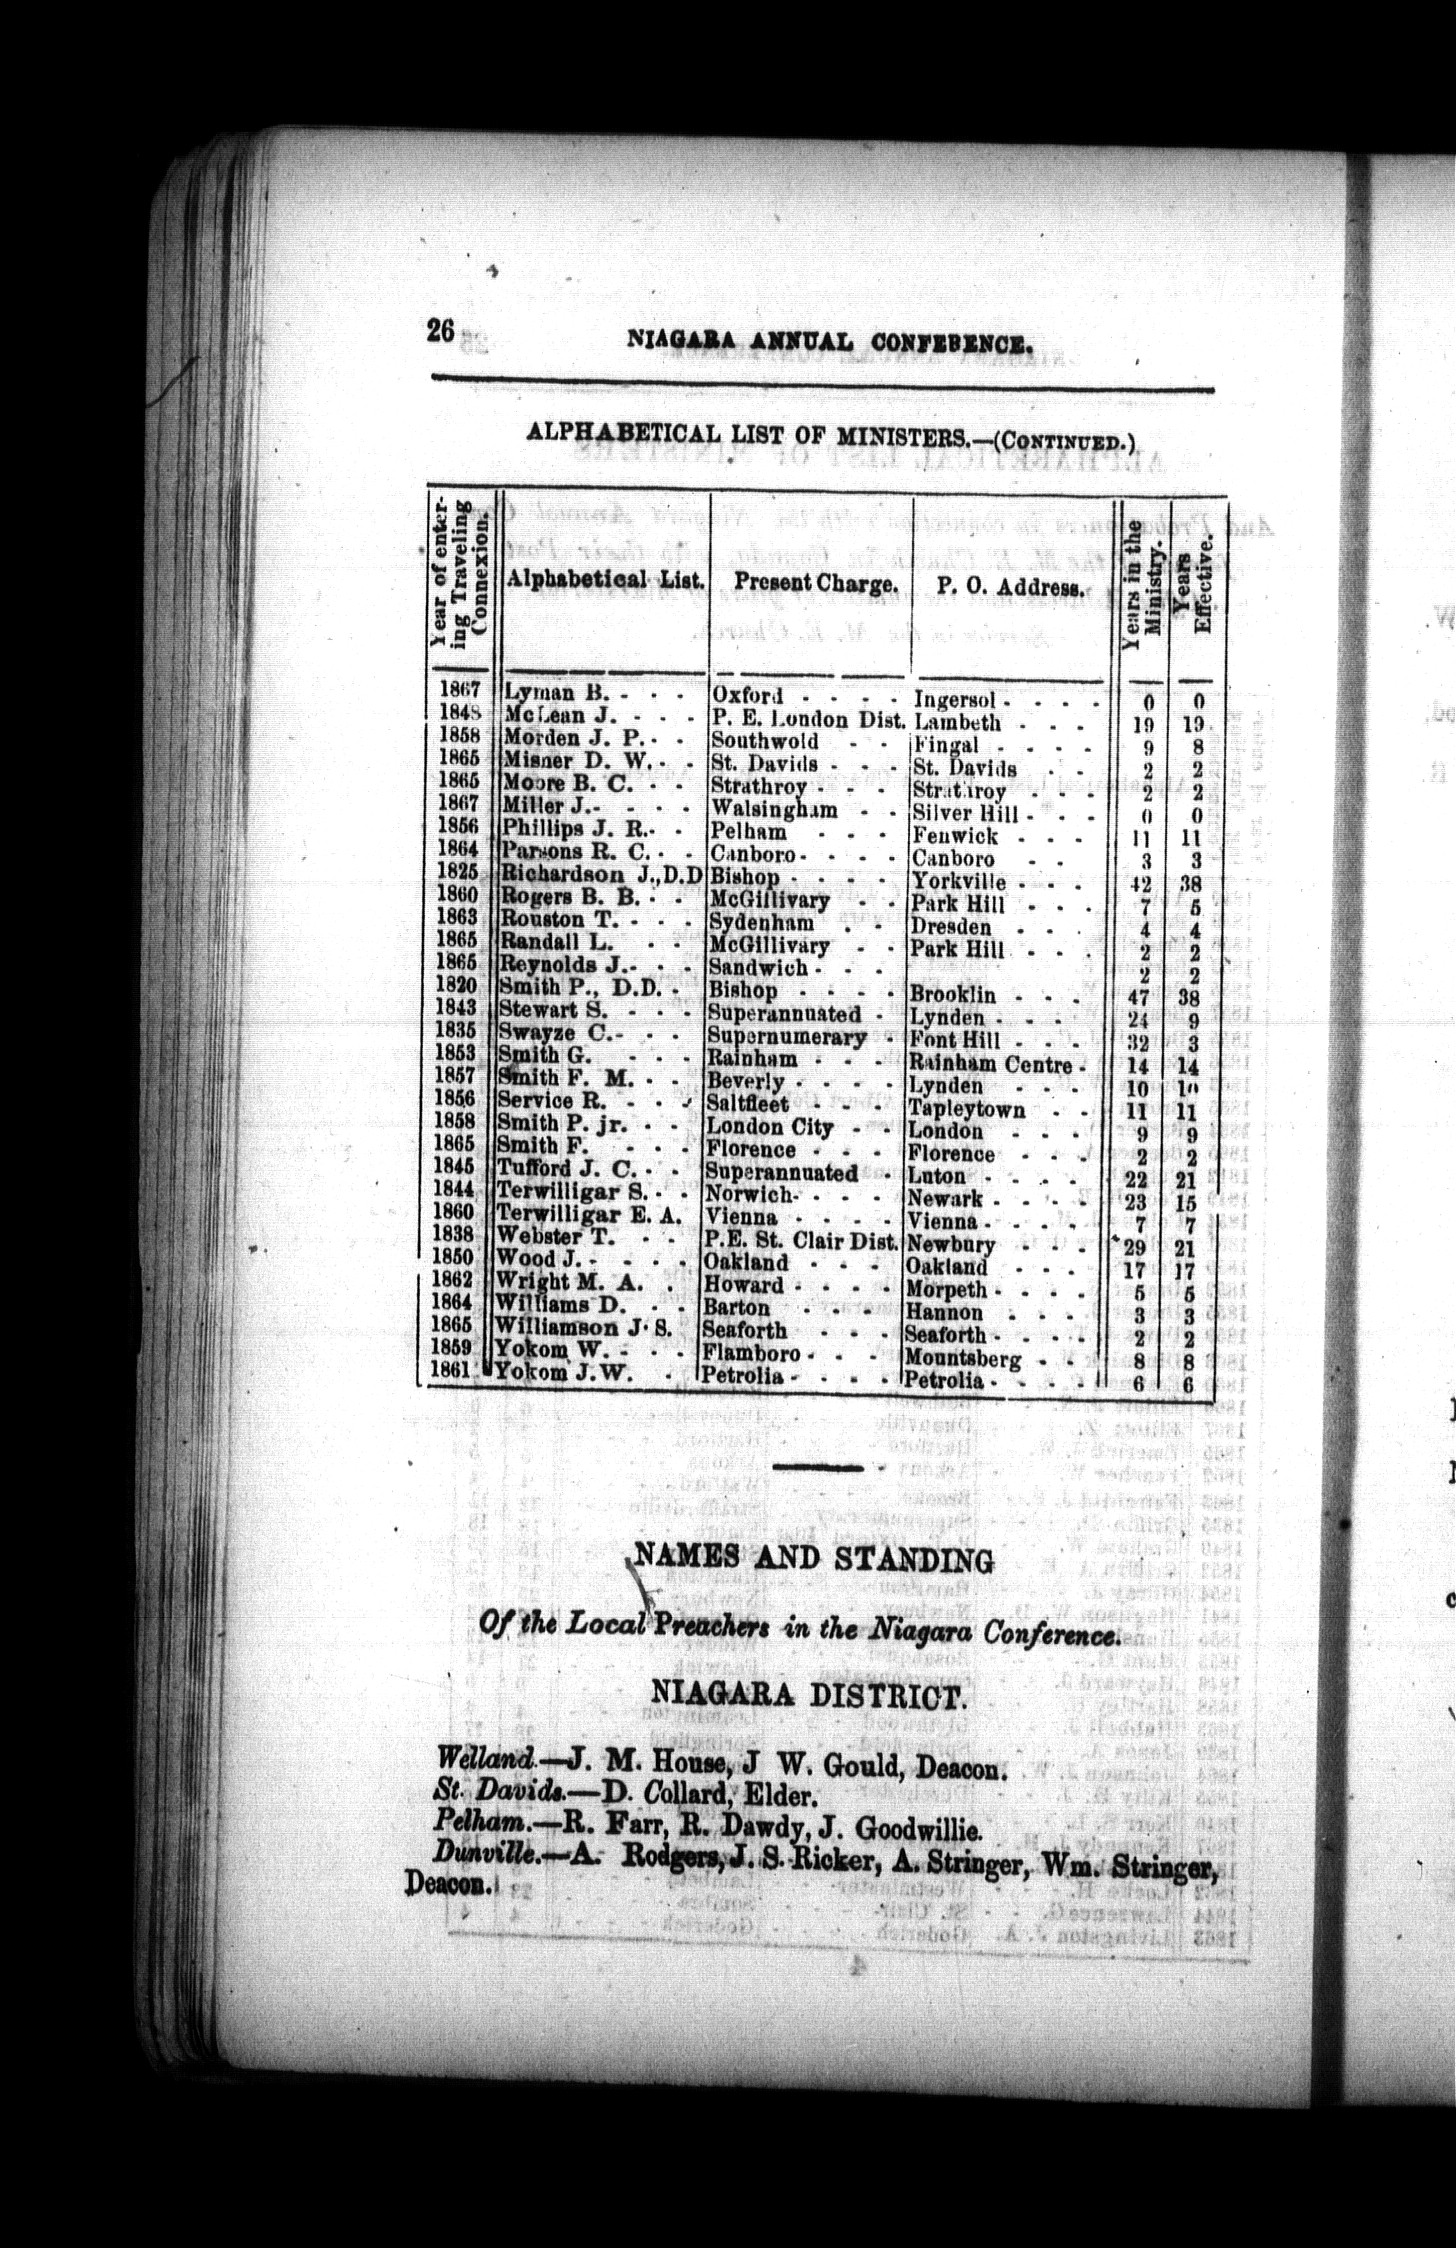 26 NIAGARA ANNUAL CONFERENCE.
ALPHABETICAL LIST OF MINISTERS.—(CONTINUED.)
Year of entering Traveling Connexion. Alphabetical List. Present Charge. P. O. Address. Years in the Ministry. Years Effective.
1867 Lyman B. - - - Oxford - - - - Ingersol - - - - 0 0
1848 McLean J. - - - P. E. London Dist. Lambeth - - - 19 19
1858 Morden J. P. - - Southwold - - Fingal - - - - 9 8
1865 Misner D. W. - - St. Davids - - - St. Davids - - 2 2
1865 Moore B. C. - - Strathroy - - - Strathroy - - - 2 2
1867 Miller J. - - - - Walsingham - - Silver Hill - - - 0 0
1856 Phillips J. R. - - Pelham - - - Fenwick - - - 11 11
1864 Parsons R. C. - - Canboro - - - - Canboro - - 3 3
1825 Richardson J., D.D Bishop - - - - Yorkville - - - 42 38
1860 Rogers B. B. - - McGillivary - - Park Hill - - - 7 5
1863 Rouston T. - - - Sydenham - - Dresden - - - 4 4
1865 Randall L. - - McGillivary - - Park Hill - - - 2 2
1865 Reynolds J. - - - Sandwich - - - 2 2
1820 Smith P., D.D. - Bishop - - - - Brooklin - - - 47 38
1843 Stewart S. - - - Superannuated - Lynden - - - 24 9
1835 Swayze C. - - - Supernumerary - Font Hill - - - 32 3
1853 Smith G. - - - Rainham - - - Rainham Centre - 14 14
1857 Smith F. M. - - Beverly - - - - Lynden - - - 10 10
1856 Service R. - - - Saltfleet - - - Tapleytown - - 11 11
1858 Smith P. jr. - - London City - - London - - - 9 9
1865 Smith F. - - - Florence - - - Florence - - - 2 2
1845 Tufford J. C. - - Superannuated - Luton - - - - 22 21
1844 Terwilligar S. - - Norwich - - - - Newark - - - - 23 15
1860 Terwilligar E. A. Vienna - - - - Vienna - - - - 7 7
1838 Webster T. - - P.E. St. Clair Dist. Newbury - - - 29 21
1850 Wood J. - - - - Oakland - - - Oakland - - - 17 17
1862 Wright M. A. - Howard - - - - Morpeth - - - - 5 5
1864 Williams D. - - Barton - - - Hannon - - - 3 3
1865 Williamson J. S. Seaforth - - - Seaforth - - - - 2 2
1859 Yokom W. - - - Flamboro - - - Mountsberg - - 8 8
1861 Yokom J.W. - Petrolia - - - - Petrolia - - - - 6 6
NAMES AND STANDING
Of the Local Preachers in the Niagara Conference.
NIAGARA DISTRICT.
Welland.—J. M. House, J W. Gould, Deacon.
St. Davids.—D. Collard, Elder.
Pelham.—R. Farr, R. Dawdy, J. Goodwillie.
Dunville.—A. Rodgers, J. S. Ricker, A. Stringer, Wm. Stringer,
Deacon.